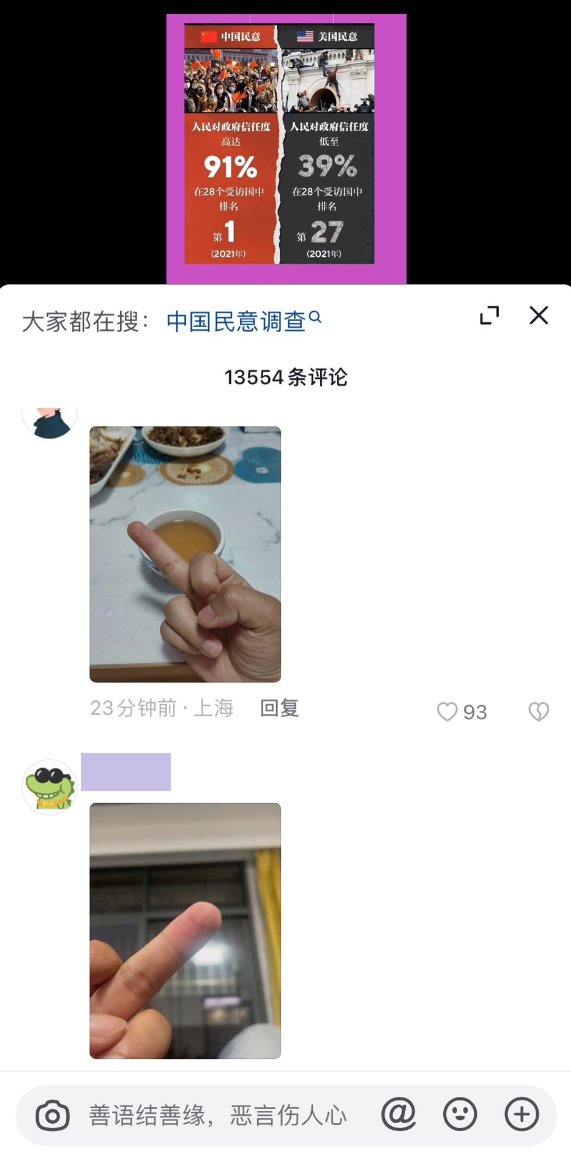 中国民意
美国民意
人民对政府信任度
高达
91%
在28个受访国中
排名
第1
(2021年)
人民对政府信任度
低至
39%
在28个受访国中
排名
第27
(2021年)
大家都在搜：中国民意调查
13554条评论
23分钟前·上海 回复
93
善语结善缘，恶言伤人心